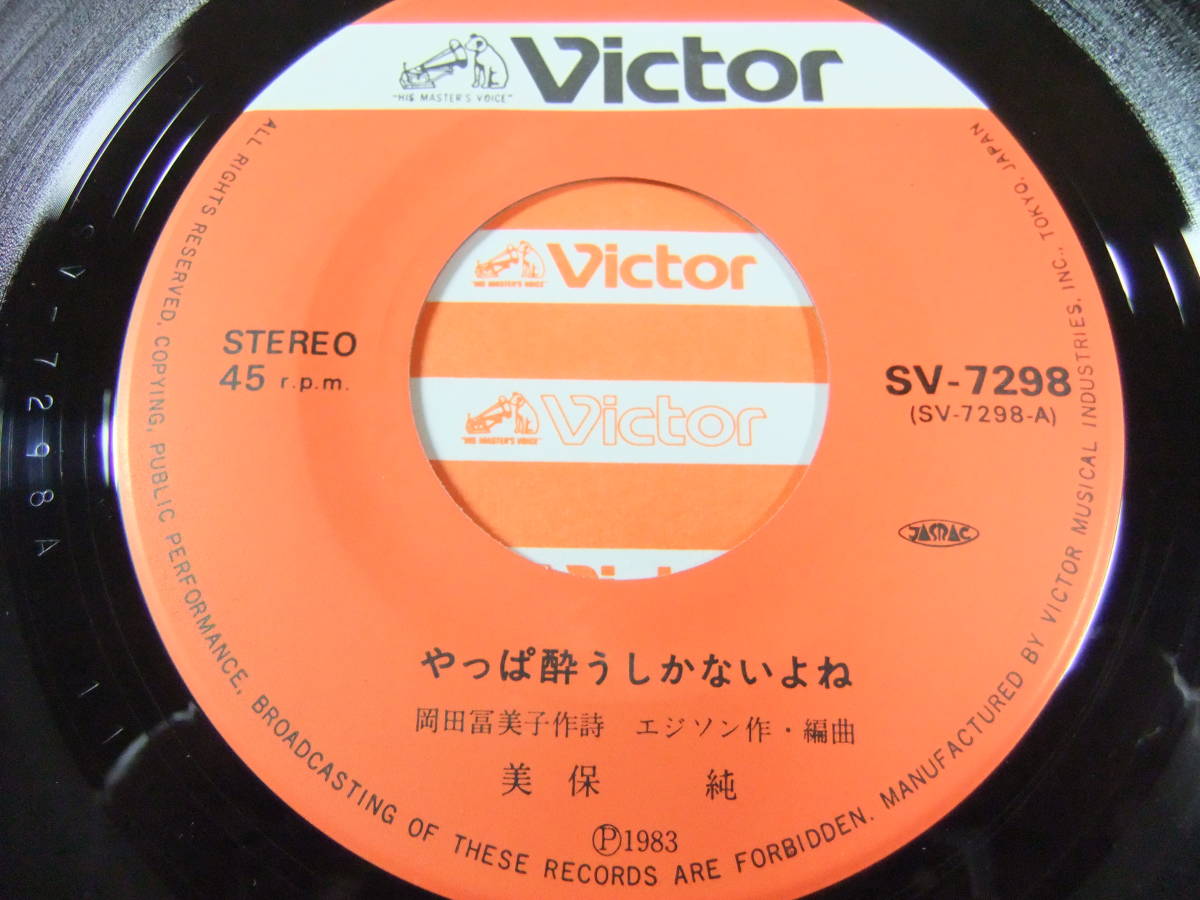 Victor
"HIS MASTER'S VOICE"
Victor
"HIS MASTER'S VOICE"
Victor
"HIS MASTER'S VOICE"
STEREO
45 r.p.m.
SV-7298
(SV-7298-A)
JASRAC
やっぱ酔うしかないよね
岡田冨美子作詩 エジソン作・編曲
美保 純
Ⓟ1983
ALL RIGHTS RESERVED. COPYING, PUBLIC PERFORMANCE, BROADCASTING OF THESE RECORDS ARE FORBIDDEN. MANUFACTURED BY VICTOR MUSICAL INDUSTRIES, INC., TOKYO, JAPAN
SV-7298A